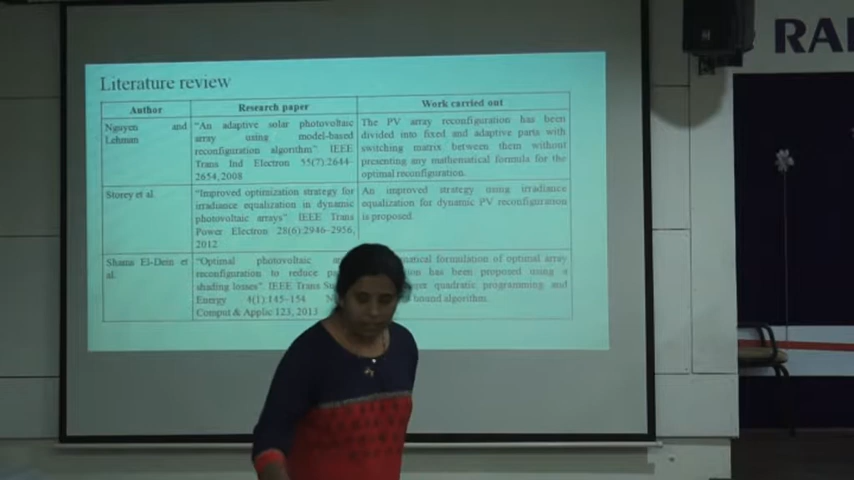 RA
Literature review
Author Research paper Work carried out
Nguyen and
Lehman
"An adaptive solar photovoltaic
array using model-based
reconfiguration algorithm" IEEE
Trans Ind Electron 55(7):2644–
2654,2008
The PV array reconfiguration has been
divided into fixed and adaptive parts with
switching matrix between them without
presenting any mathematical formula for the
optimal reconfiguration.
Storey et al.
"Improved optimization strategy for
irradiance equalization in dynamic
photovoltaic arrays" IEEE Trans
Power Electron 28(6):2946–2956,
2012
An improved strategy using irradiance
equalization for dynamic PV reconfiguration
is proposed.
Shams El-Dein et
al.
"Optimal photovoltaic
reconfiguration to reduce
shading losses" IEEE Trans
Energy 4(1):145–154
Comput & Applic 123, 2013
formulation of optimal array
has been proposed using a
quadratic programming and
bound algorithm.